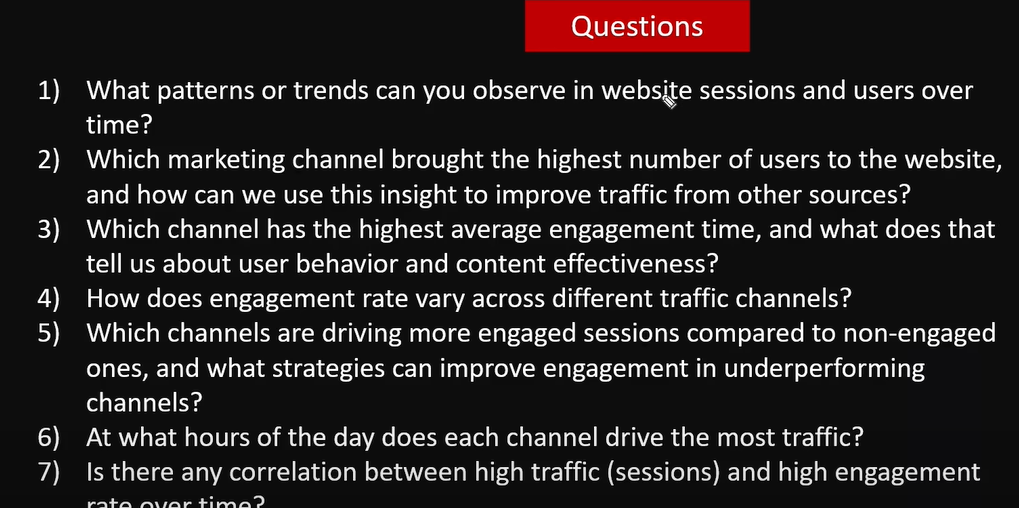 Questions
1) What patterns or trends can you observe in website sessions and users over
time?
2) Which marketing channel brought the highest number of users to the website,
and how can we use this insight to improve traffic from other sources?
3) Which channel has the highest average engagement time, and what does that
tell us about user behavior and content effectiveness?
4) How does engagement rate vary across different traffic channels?
5) Which channels are driving more engaged sessions compared to non-engaged
ones, and what strategies can improve engagement in underperforming
channels?
6) At what hours of the day does each channel drive the most traffic?
7) Is there any correlation between high traffic (sessions) and high engagement
rate over time?